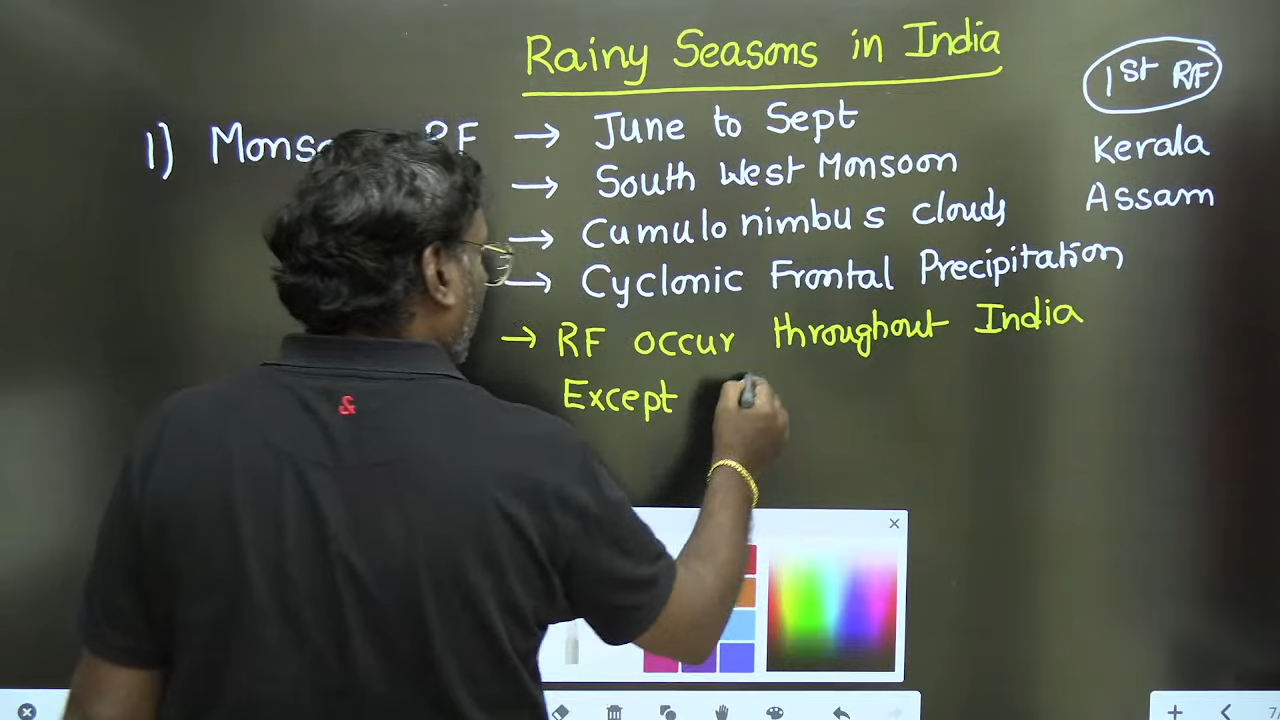 Rainy Seasons in India
1st RF
1) RF → June to Sept
Kerala
→ South West Monsoon
Assam
→ Cumulo nimbus clouds
→ Cyclonic Frontal Precipitation
→ RF occur throughout India
Except
&